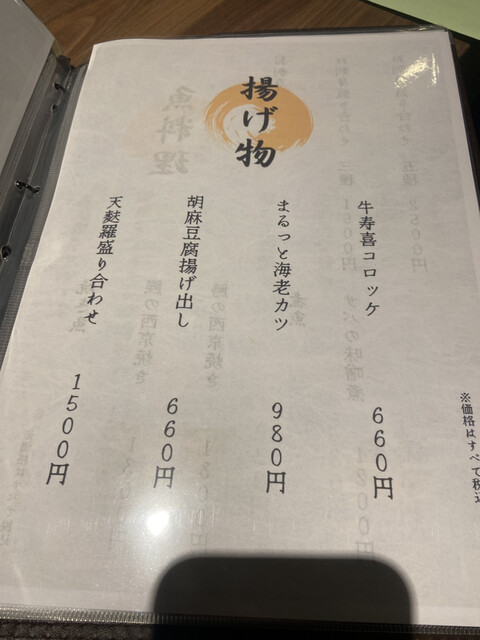 揚げ物
牛寿喜コロッケ
660円
まるっと海老カツ
980円
胡麻豆腐揚げ出し
660円
天麩羅盛り合わせ
1500円
※価格はすべて税込